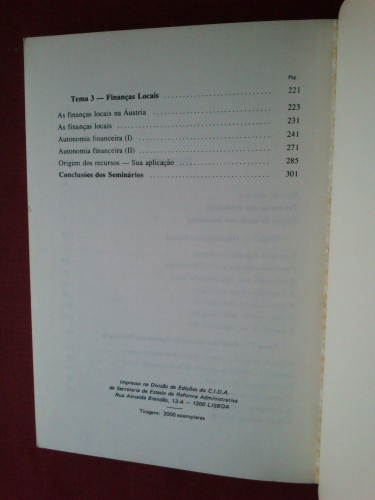 Pág.
Tema 3 — Finanças Locais 221
As finanças locais na Áustria 223
As finanças locais 231
Autonomia financeira (I) 241
Autonomia financeira (II) 271
Origem dos recursos — Sua aplicação 285
Conclusões dos Seminários 301
Impresso na Divisão de Edições do C.I.D.A.
da Secretaria de Estado da Reforma Administrativa
Rua Almeida Brandão, 13-A — 1200 LISBOA
Tiragem: 2000 exemplares